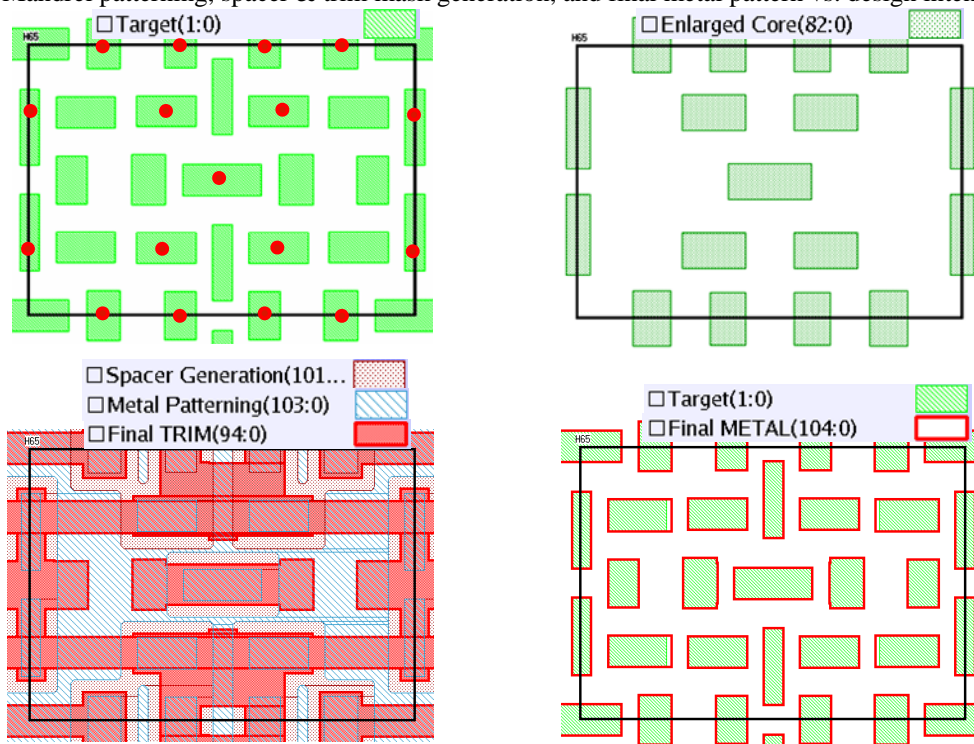 Mandrel patterning, spacer & trim mask generation, and final metal pattern vs. design
☐ Target(1:0)
H65
☐ Enlarged Core(82:0)
H65
☐ Spacer Generation(101...
☐ Metal Patterning(103:0)
☐ Final TRIM(94:0)
H65
☐ Target(1:0)
☐ Final METAL(104:0)
H65